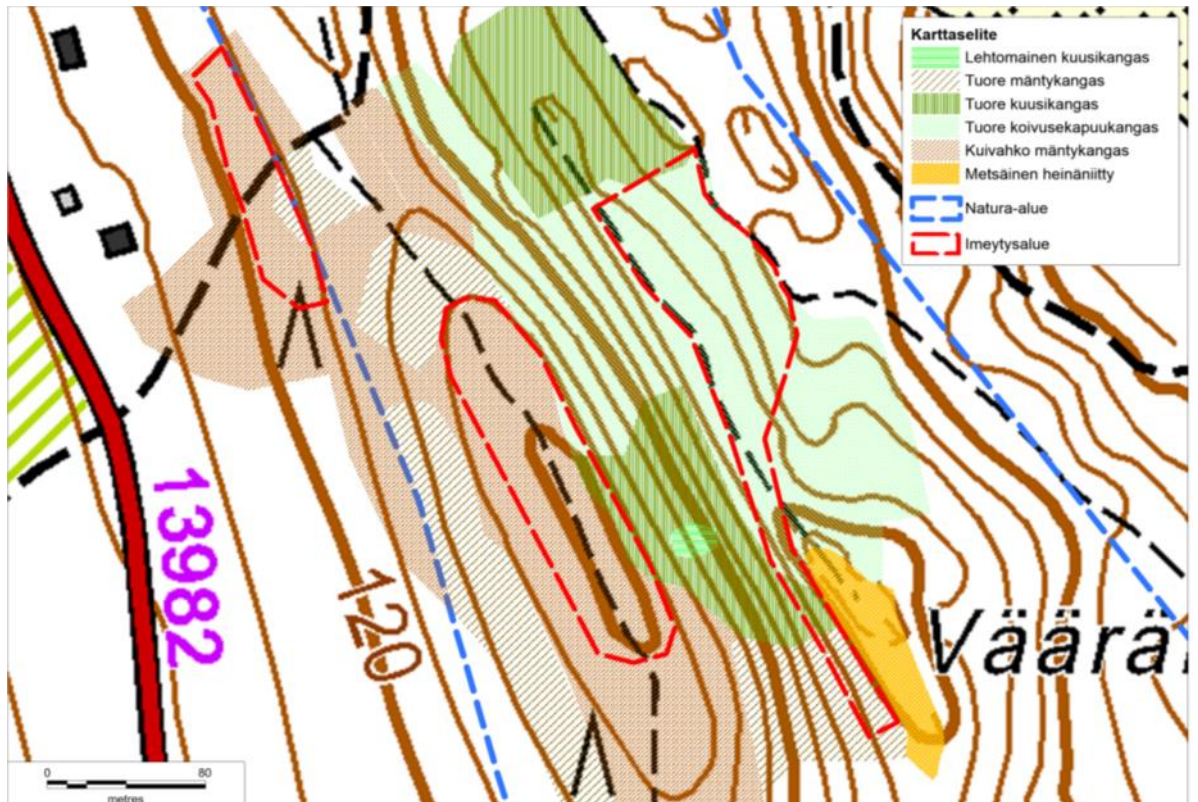 Karttaselite
Lehtomainen kuusikangas
Tuore mäntykangas
Tuore kuusikangas
Tuore koivusekapuukangas
Kuivahko mäntykangas
Metsäinen heinäniitty
Natura-alue
Imeytysalue
13982
120
Väärä
0 80
metres